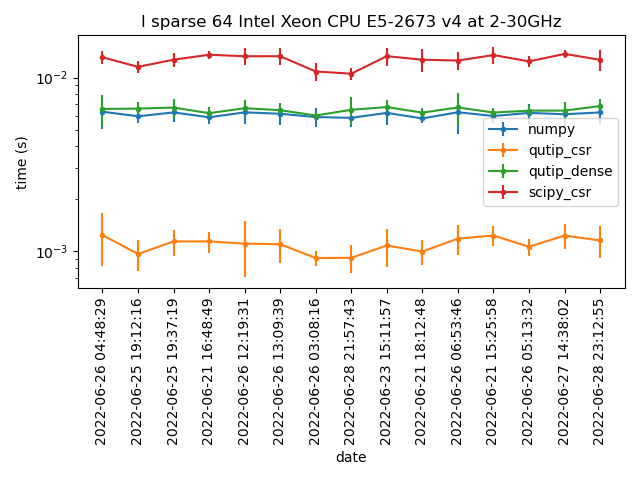 I sparse 64 Intel Xeon CPU E5-2673 v4 at 2-30GHz
time (s)
10⁻²
10⁻³
numpy
qutip_csr
qutip_dense
scipy_csr
2022-06-26 04:48:29
2022-06-25 19:12:16
2022-06-25 19:37:19
2022-06-21 16:48:49
2022-06-26 12:19:31
2022-06-26 13:09:39
2022-06-26 03:08:16
2022-06-28 21:57:43
2022-06-23 15:11:57
2022-06-21 18:12:48
2022-06-26 06:53:46
2022-06-21 15:25:58
2022-06-26 05:13:32
2022-06-27 14:38:02
2022-06-28 23:12:55
date